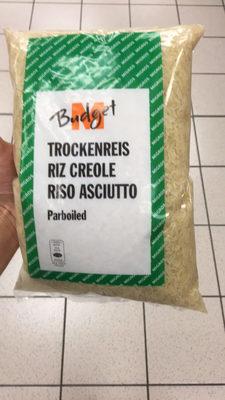 M
Budget
TROCKENREIS
RIZ CREOLE
RISO ASCIUTTO
Parboiled